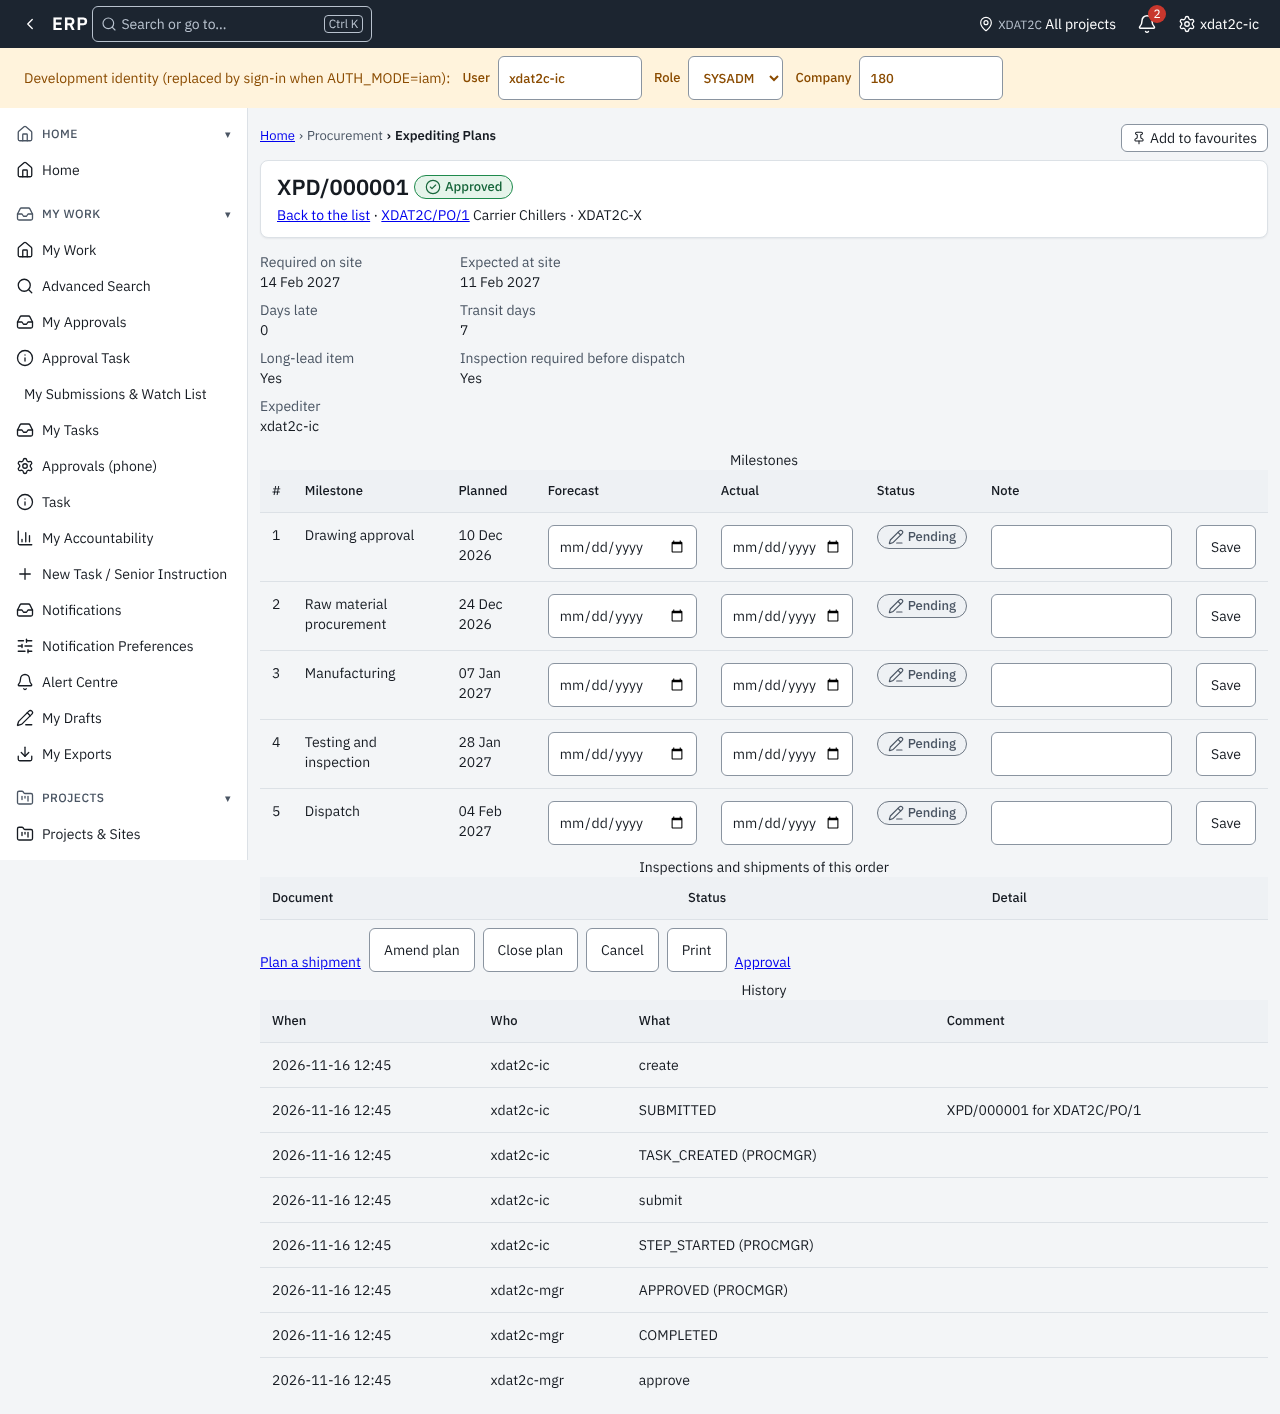 ERP
Search or go to...
Ctrl K
XDAT2C All projects
2
xdat2c-ic
Development identity (replaced by sign-in when AUTH_MODE=iam):
User
xdat2c-ic
Role
SYSADM
Company
180
HOME
Home
MY WORK
My Work
Advanced Search
My Approvals
Approval Task
My Submissions & Watch List
My Tasks
Approvals (phone)
Task
My Accountability
New Task / Senior Instruction
Notifications
Notification Preferences
Alert Centre
My Drafts
My Exports
PROJECTS
Projects & Sites
Home › Procurement › Expediting Plans
Add to favourites
XPD/000001 Approved
Back to the list · XDAT2C/PO/1 Carrier Chillers · XDAT2C-X
Required on site
14 Feb 2027
Expected at site
11 Feb 2027
Days late
0
Transit days
7
Long-lead item
Yes
Inspection required before dispatch
Yes
Expediter
xdat2c-ic
Milestones
# Milestone Planned Forecast Actual Status Note
1 Drawing approval 10 Dec 2026 mm/dd/yyyy mm/dd/yyyy Pending Save
2 Raw material procurement 24 Dec 2026 mm/dd/yyyy mm/dd/yyyy Pending Save
3 Manufacturing 07 Jan 2027 mm/dd/yyyy mm/dd/yyyy Pending Save
4 Testing and inspection 28 Jan 2027 mm/dd/yyyy mm/dd/yyyy Pending Save
5 Dispatch 04 Feb 2027 mm/dd/yyyy mm/dd/yyyy Pending Save
Inspections and shipments of this order
Document Status Detail
Plan a shipment Amend plan Close plan Cancel Print Approval
History
When Who What Comment
2026-11-16 12:45 xdat2c-ic create
2026-11-16 12:45 xdat2c-ic SUBMITTED XPD/000001 for XDAT2C/PO/1
2026-11-16 12:45 xdat2c-ic TASK_CREATED (PROCMGR)
2026-11-16 12:45 xdat2c-ic submit
2026-11-16 12:45 xdat2c-ic STEP_STARTED (PROCMGR)
2026-11-16 12:45 xdat2c-mgr APPROVED (PROCMGR)
2026-11-16 12:45 xdat2c-mgr COMPLETED
2026-11-16 12:45 xdat2c-mgr approve